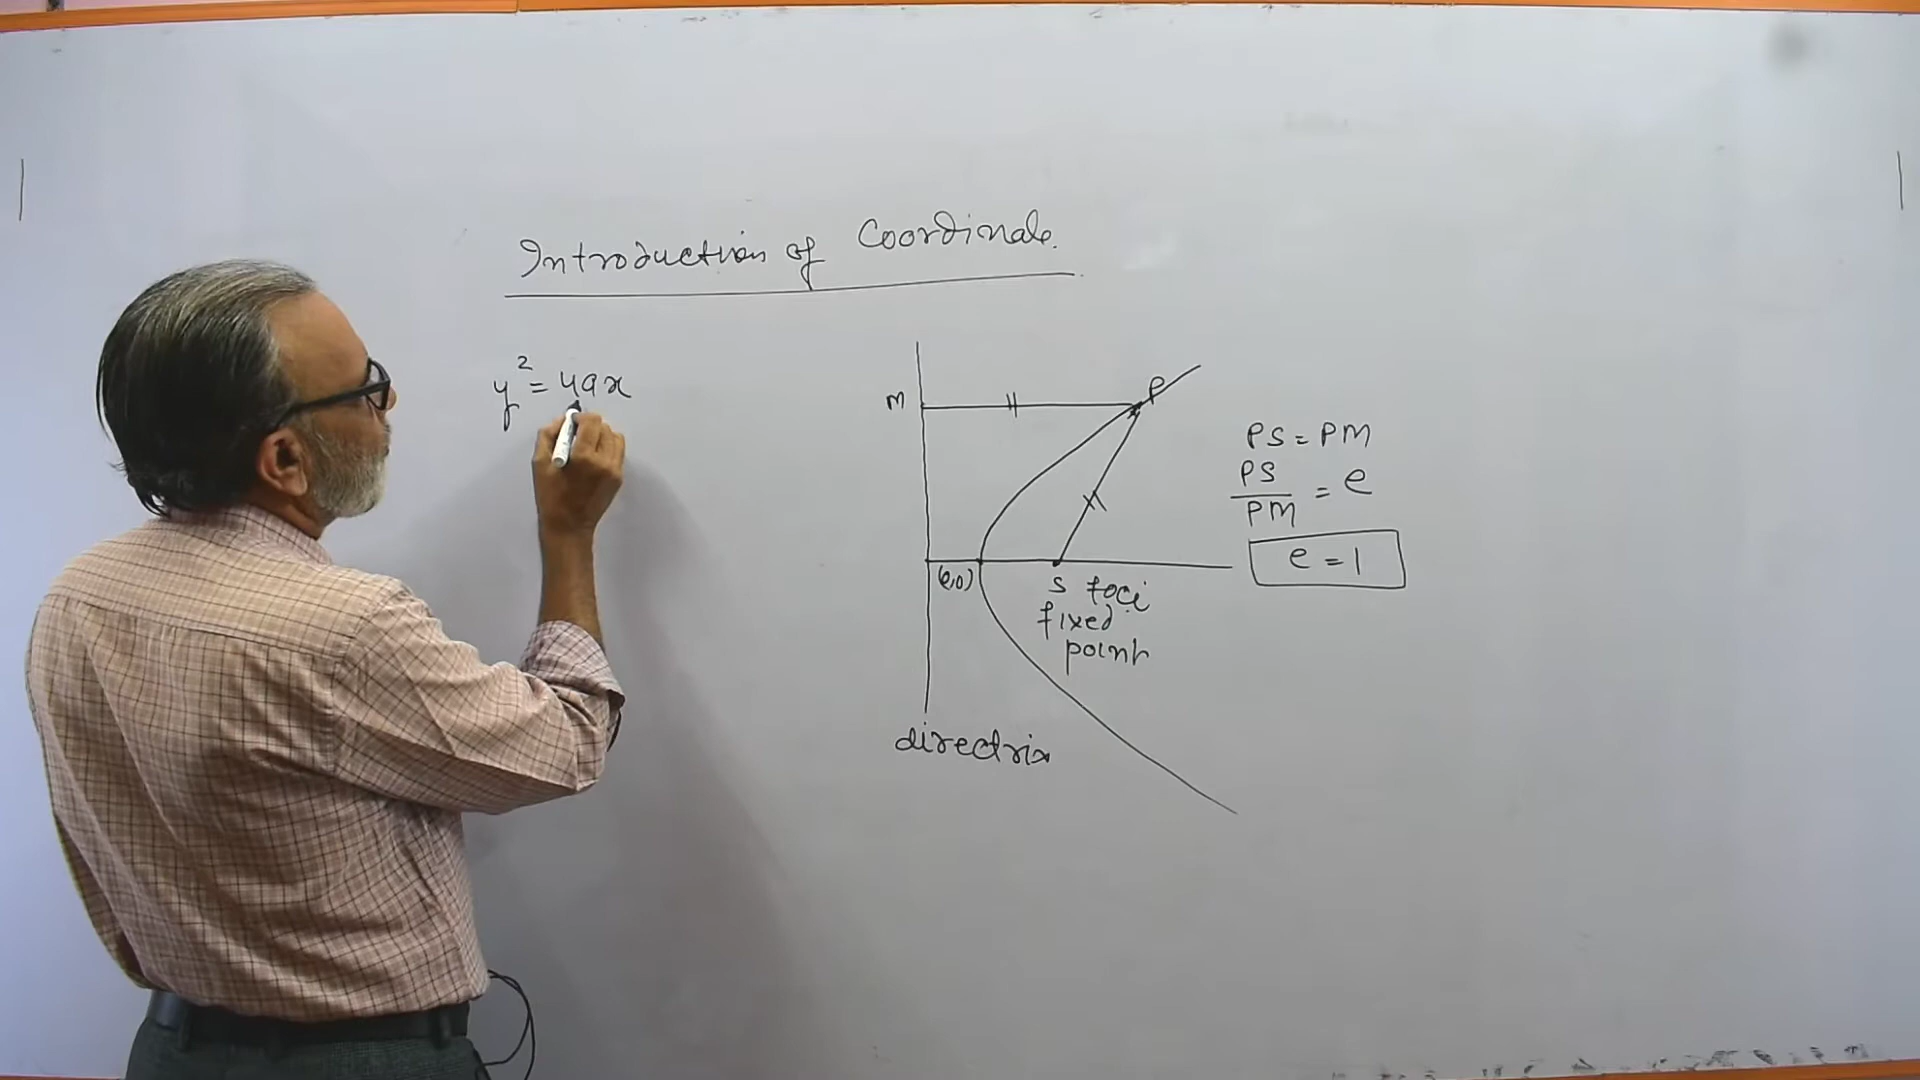 Introduction of Coordinate.
y² = 4ax
M
P
PS = PM
PS
PM
= e
e = 1
(0,0)
S foci
fixed
point
directrix